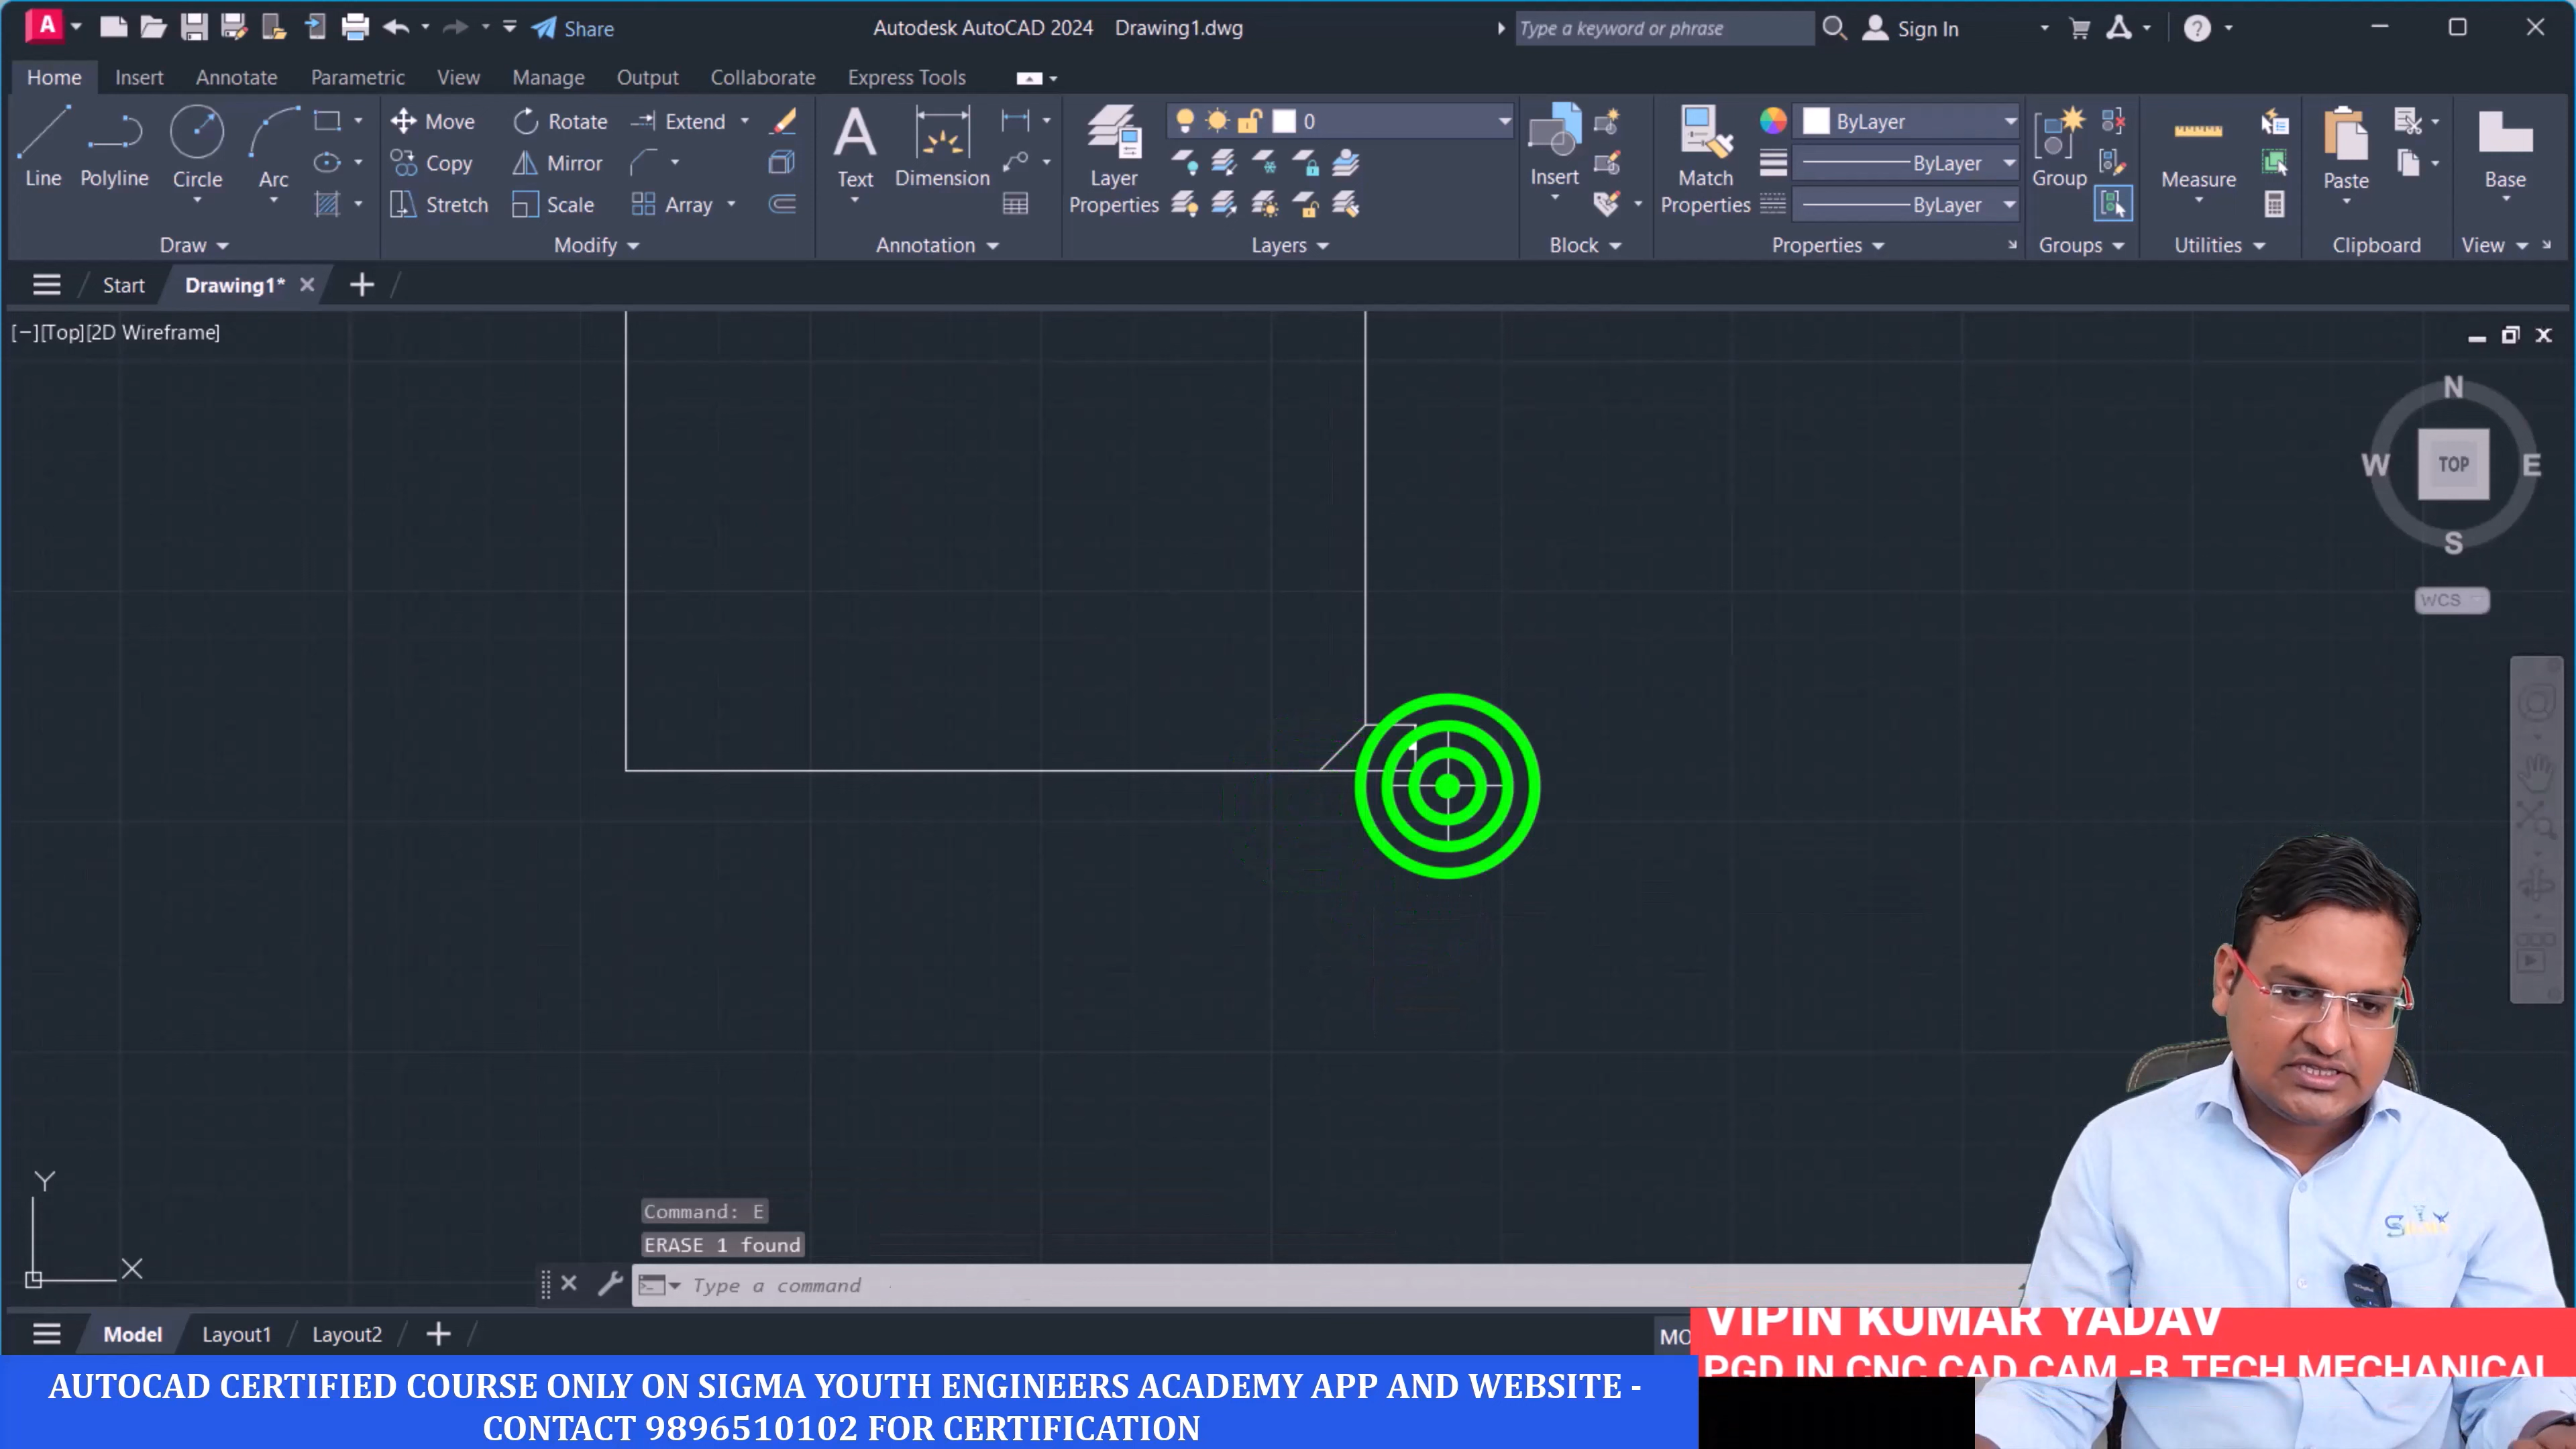 A Share Autodesk AutoCAD 2024 Drawing1.dwg Type a keyword or phrase Sign In
Home Insert Annotate Parametric View Manage Output Collaborate Express Tools
Move Rotate Extend 0 ByLayer
Copy Mirror ByLayer
Line Polyline Circle Arc Text Dimension Layer Properties Insert Match Properties Group Measure Paste Base
Stretch Scale Array ByLayer
Draw Modify Annotation Layers Block Properties Groups Utilities Clipboard View
Start Drawing1*
[−][Top][2D Wireframe]
N
W TOP E
S
WCS
Y
X
Command: E
ERASE 1 found
Type a command
Model Layout1 Layout2 MO
VIPIN KUMAR YADAV
PGD IN CNC CAD CAM -B.TECH MECHANICAL
AUTOCAD CERTIFIED COURSE ONLY ON SIGMA YOUTH ENGINEERS ACADEMY APP AND WEBSITE -
CONTACT 9896510102 FOR CERTIFICATION